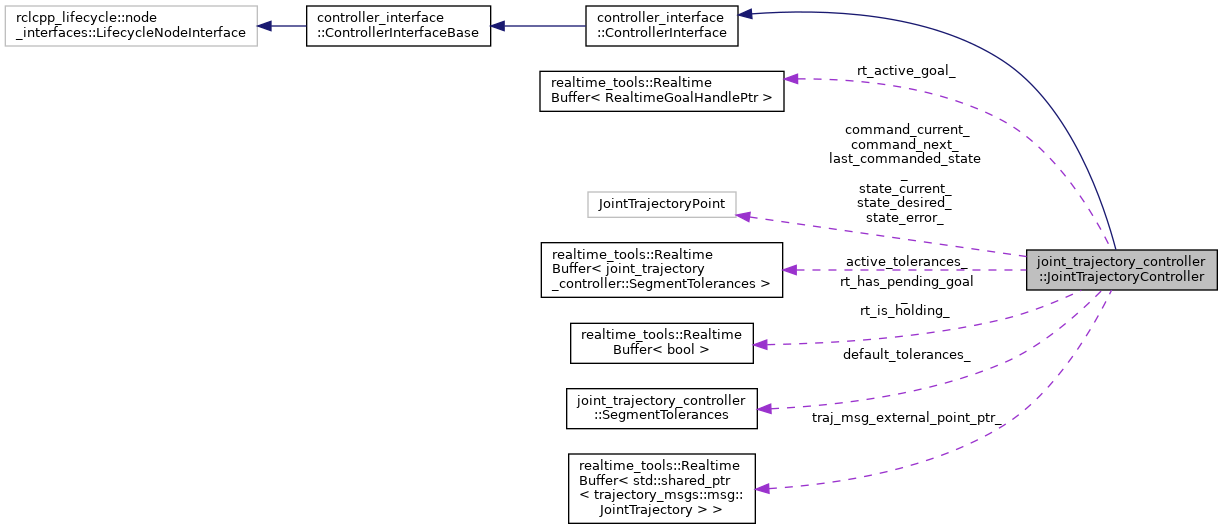 rclcpp_lifecycle::node
_interfaces::LifecycleNodeInterface
controller_interface
::ControllerInterfaceBase
controller_interface
::ControllerInterface
realtime_tools::Realtime
Buffer< RealtimeGoalHandlePtr >
rt_active_goal_
command_current_
command_next_
last_commanded_state
_
state_current_
state_desired_
state_error_
JointTrajectoryPoint
realtime_tools::Realtime
Buffer< joint_trajectory
_controller::SegmentTolerances >
active_tolerances_
joint_trajectory_controller
::JointTrajectoryController
rt_has_pending_goal
_
rt_is_holding_
realtime_tools::Realtime
Buffer< bool >
default_tolerances_
joint_trajectory_controller
::SegmentTolerances
traj_msg_external_point_ptr_
realtime_tools::Realtime
Buffer< std::shared_ptr
< trajectory_msgs::msg::
JointTrajectory > >